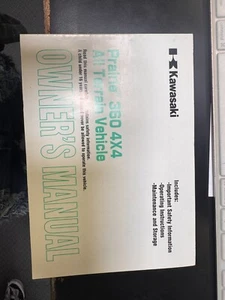 Kawasaki
Prairie 360 4X4
All Terrain Vehicle
Read this manual carefully. It contains safety information.
A child under 16 years of age should never be allowed to operate this vehicle.
OWNER'S MANUAL
Includes:
•Important Safety Information
•Operating Instructions
•Maintenance and Storage